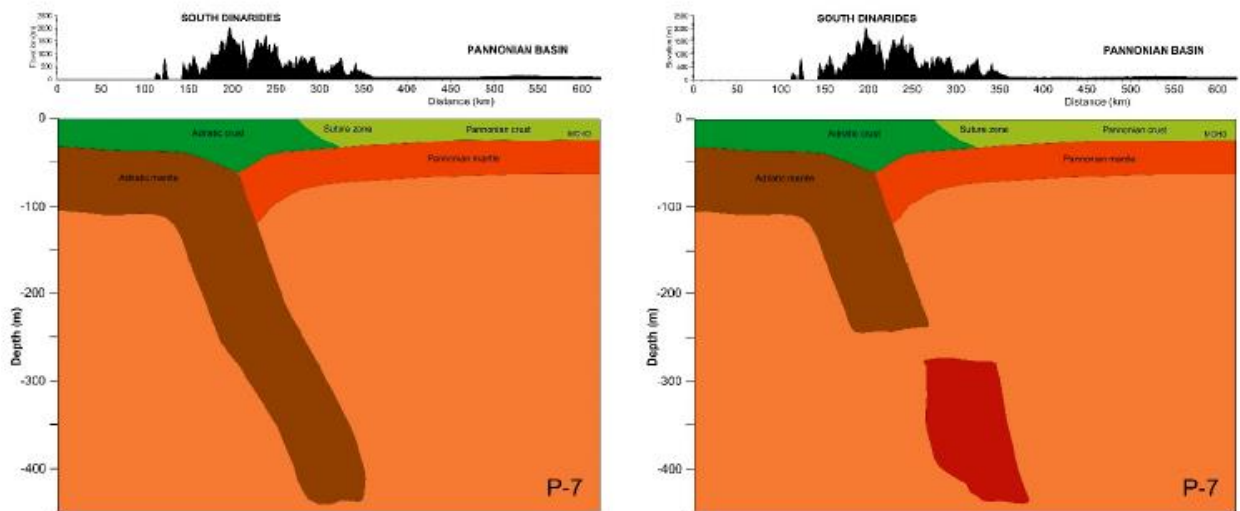 SOUTH DINARIDES
PANNONIAN BASIN
0 50 100 150 200 250 300 350 400 450 500 550 600
Distance (km)
Adriatic crust
Suture zone
Pannonian crust
MOHO
Pannonian mantle
Adriatic mantle
0
-100
-200
-300
-400
Depth (m)
P-7
SOUTH DINARIDES
PANNONIAN BASIN
0 50 100 150 200 250 300 350 400 450 500 550 600
Distance (km)
Adriatic crust
Suture zone
Pannonian crust
MOHO
Pannonian mantle
Adriatic mantle
0
-100
-200
-300
-400
Depth (m)
P-7